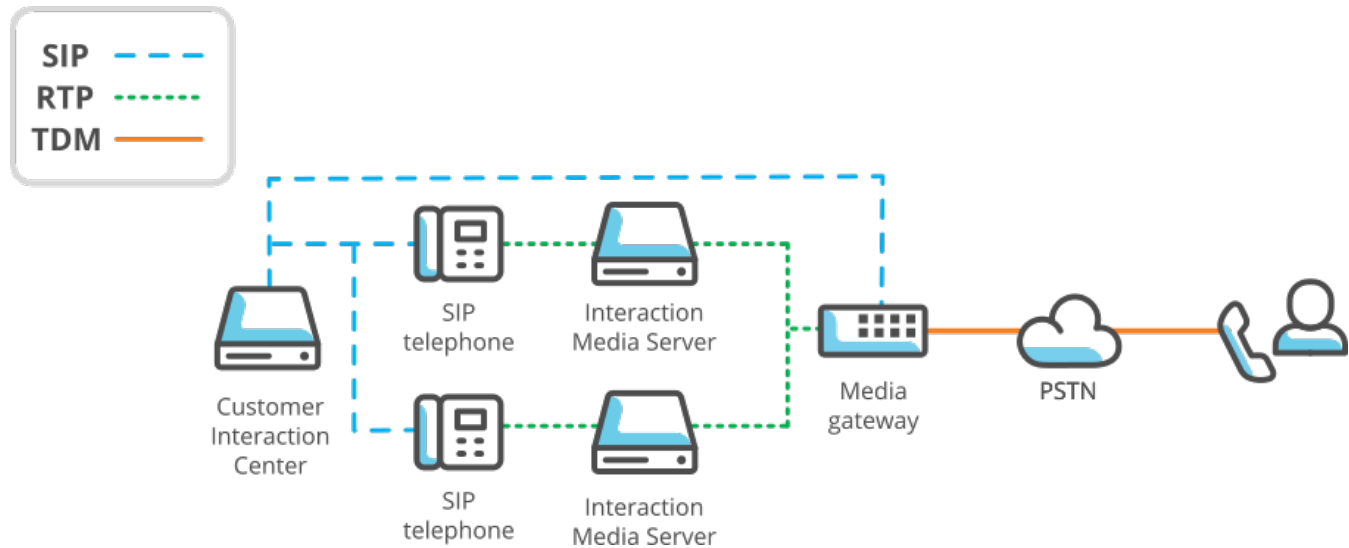 SIP
RTP
TDM
SIP
telephone
Interaction
Media Server
Customer
Interaction
Center
Media
gateway
PSTN
SIP
telephone
Interaction
Media Server